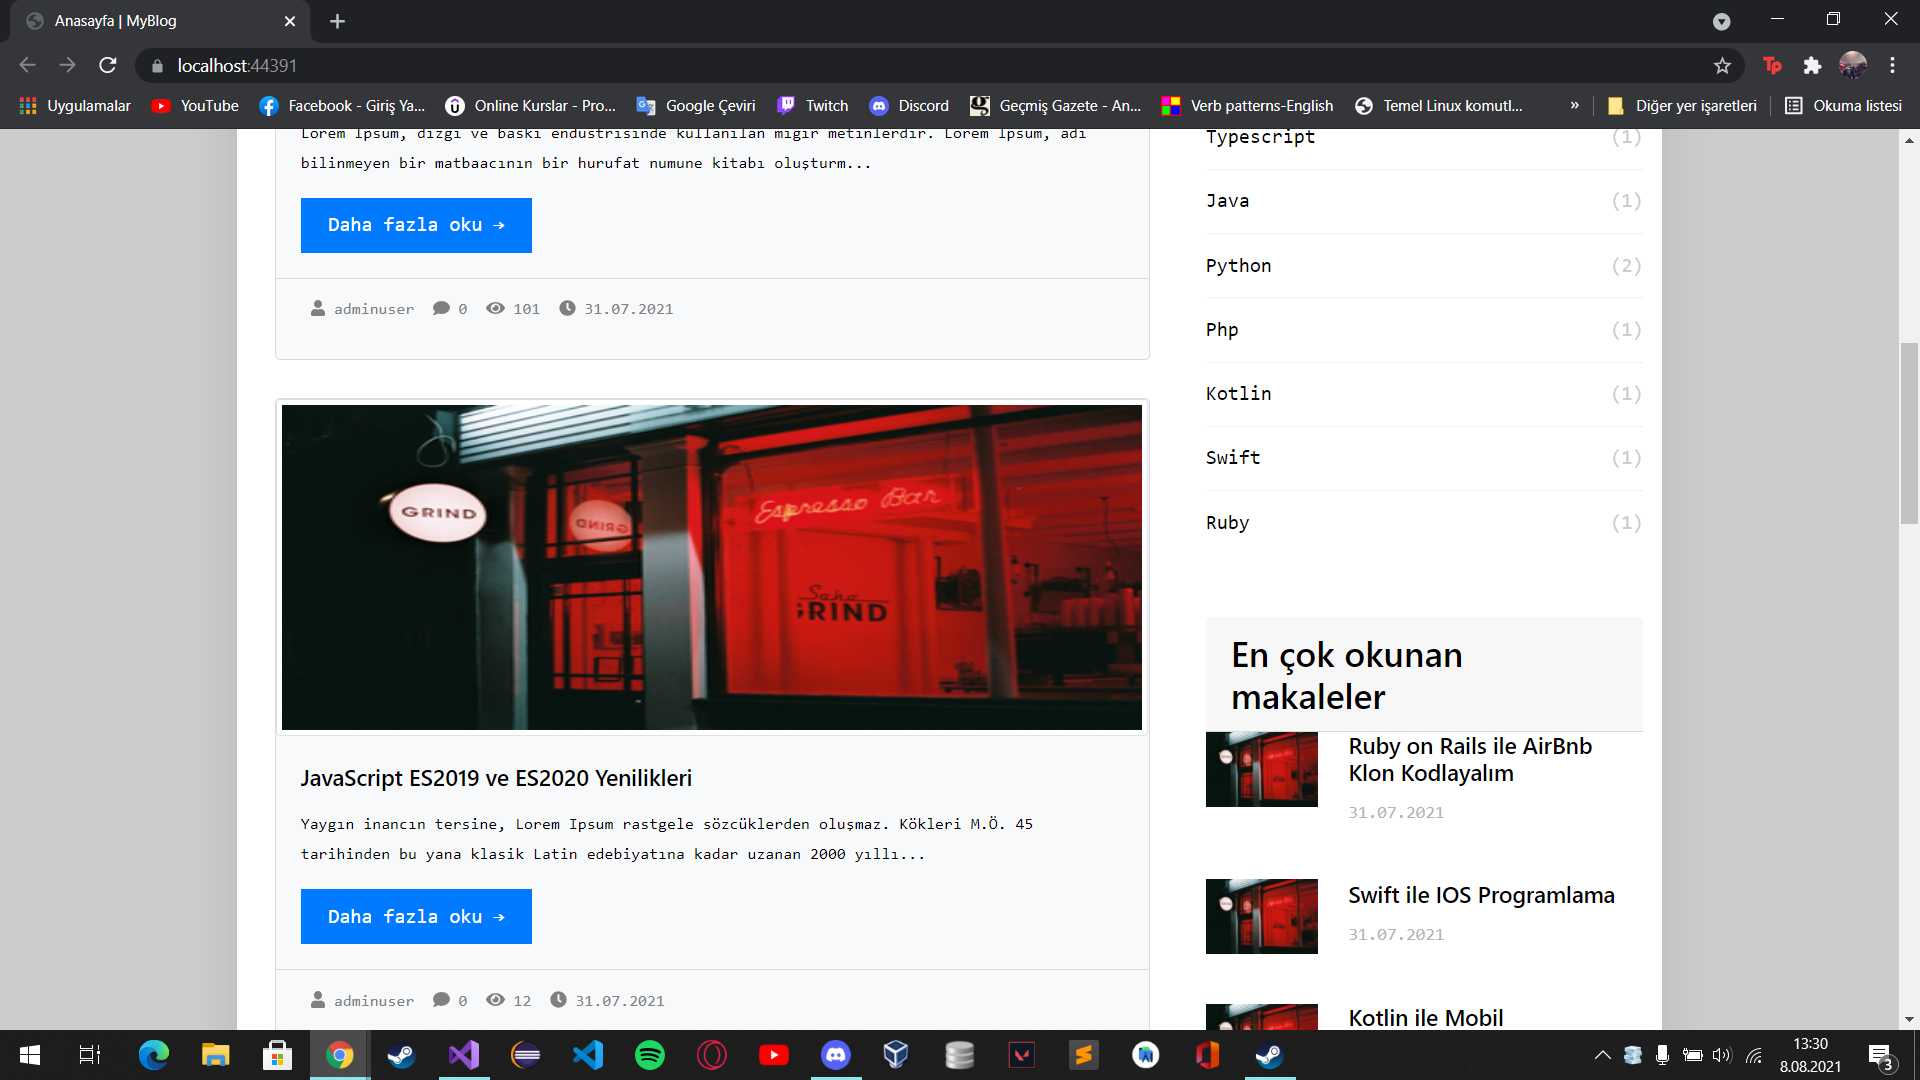 Anasayfa | MyBlog
localhost:44391
Uygulamalar
YouTube
Facebook - Giriş Ya...
Online Kurslar - Pro...
Google Çeviri
Twitch
Discord
Geçmiş Gazete - An...
Verb patterns-English
Temel Linux komutl...
»
Diğer yer işaretleri
Okuma listesi
Lorem Ipsum, dizgi ve baskı endüstrisinde kullanılan mıgır metinlerdir. Lorem Ipsum, adı
bilinmeyen bir matbaacının bir hurufat numune kitabı oluşturm...
Daha fazla oku →
adminuser 0 101 31.07.2021
GRIND
GRIND
Espresso Bar
Soho
GRIND
JavaScript ES2019 ve ES2020 Yenilikleri
Yaygın inancın tersine, Lorem Ipsum rastgele sözcüklerden oluşmaz. Kökleri M.Ö. 45
tarihinden bu yana klasik Latin edebiyatına kadar uzanan 2000 yıllı...
Daha fazla oku →
adminuser 0 12 31.07.2021
Typescript (1)
Java (1)
Python (2)
Php (1)
Kotlin (1)
Swift (1)
Ruby (1)
En çok okunan
makaleler
Ruby on Rails ile AirBnb
Klon Kodlayalım
31.07.2021
Swift ile IOS Programlama
31.07.2021
Kotlin ile Mobil
13:30
8.08.2021
3